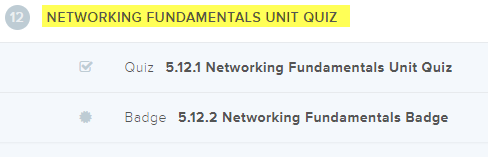 12 NETWORKING FUNDAMENTALS UNIT QUIZ
Quiz 5.12.1 Networking Fundamentals Unit Quiz
Badge 5.12.2 Networking Fundamentals Badge